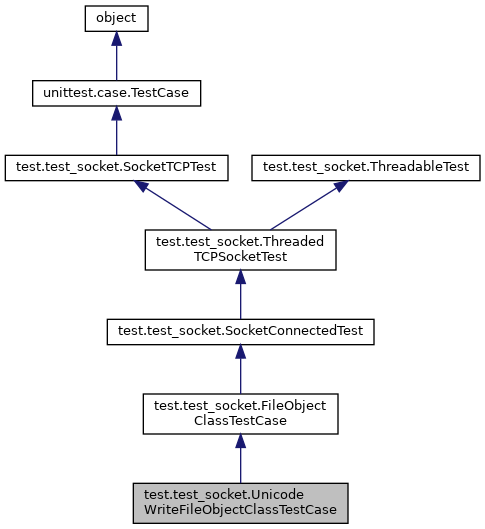 object
unittest.case.TestCase
test.test_socket.SocketTCPTest
test.test_socket.ThreadableTest
test.test_socket.Threaded
TCPSocketTest
test.test_socket.SocketConnectedTest
test.test_socket.FileObject
ClassTestCase
test.test_socket.Unicode
WriteFileObjectClassTestCase